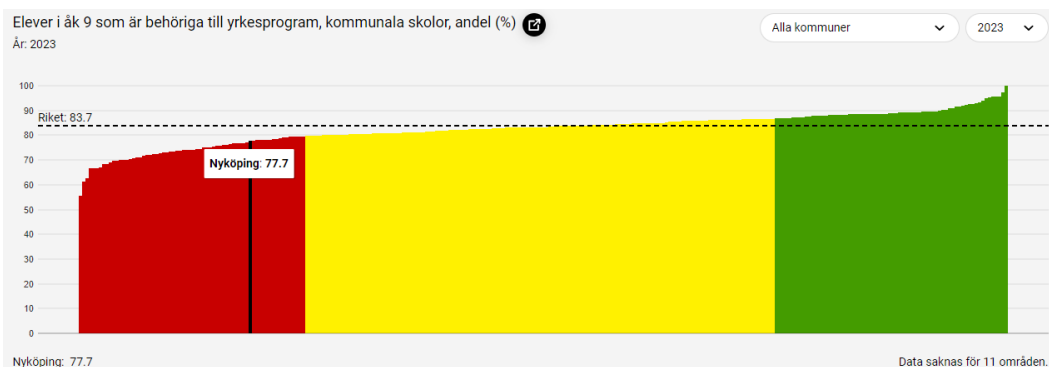 Elever i åk 9 som är behöriga till yrkesprogram, kommunala skolor, andel (%)
Alla kommuner
2023
År: 2023
100
90
Riket: 83.7
80
70
Nyköping: 77.7
60
50
40
30
20
10
0
Nyköping: 77.7
Data saknas för 11 områden.